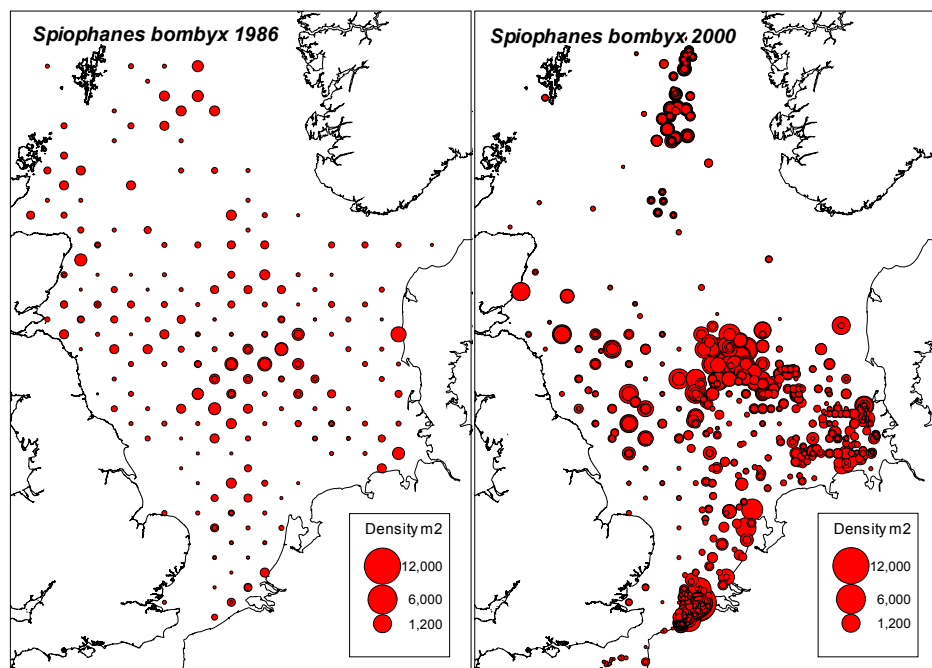 Spiophanes bombyx 1986
Density m2
12,000
6,000
1,200
Spiophanes bombyx 2000
Density m2
12,000
6,000
1,200